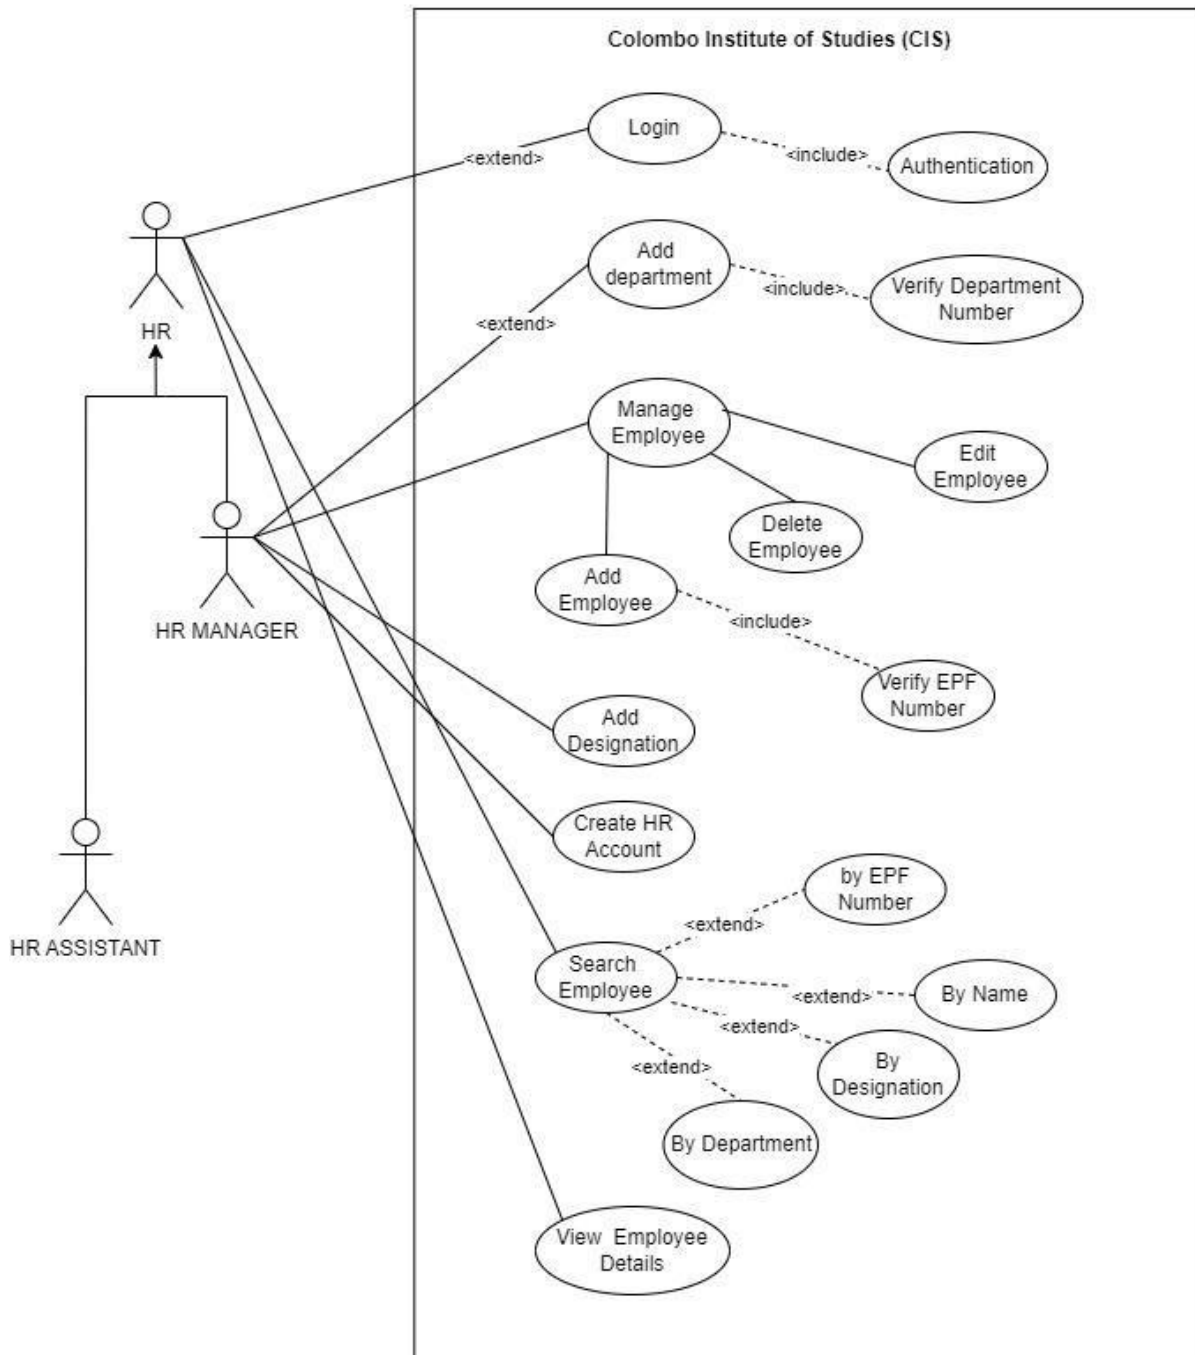 Colombo Institute of Studies (CIS)
Login
<extend>
<include>
Authentication
HR
Add
department
<include>
Verify Department
Number
<extend>
Manage
Employee
Edit
Employee
Delete
Employee
Add
Employee
<include>
Verify EPF
Number
HR MANAGER
Add
Designation
Create HR
Account
HR ASSISTANT
by EPF
Number
<extend>
Search
Employee
<extend>
By Name
<extend>
By
Designation
<extend>
By Department
View Employee
Details